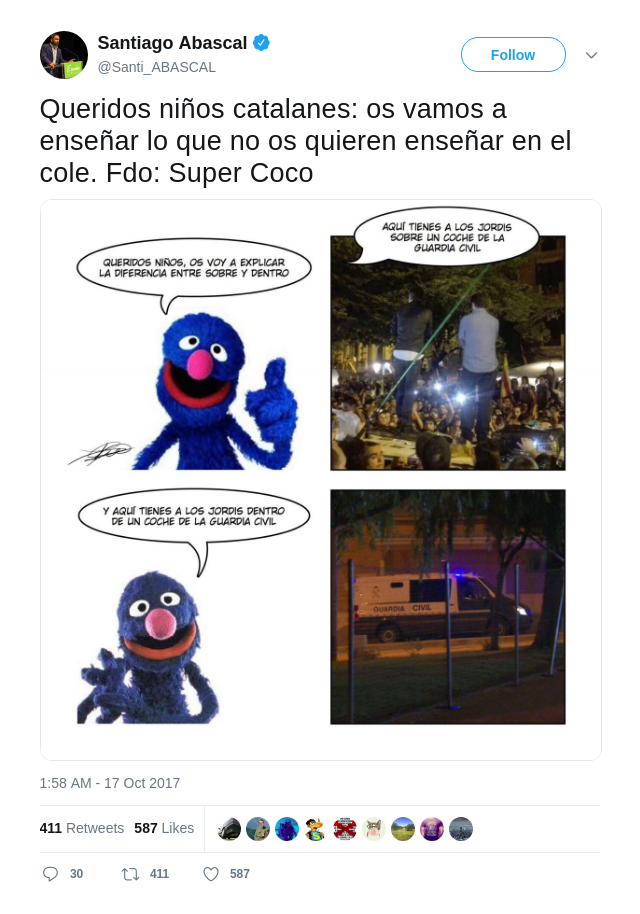 Santiago Abascal
@Santi_ABASCAL
Follow
Queridos niños catalanes: os vamos a
enseñar lo que no os quieren enseñar en el
cole. Fdo: Super Coco
QUERIDOS NIÑOS, OS VOY A EXPLICAR
LA DIFERENCIA ENTRE SOBRE Y DENTRO
AQUÍ TIENES A LOS JORDIS
SOBRE UN COCHE DE LA
GUARDIA CIVIL
Y AQUÍ TIENES A LOS JORDIS DENTRO
DE UN COCHE DE LA GUARDIA CIVIL
GUARDIA CIVIL
1:58 AM - 17 Oct 2017
411 Retweets 587 Likes
30 411 587